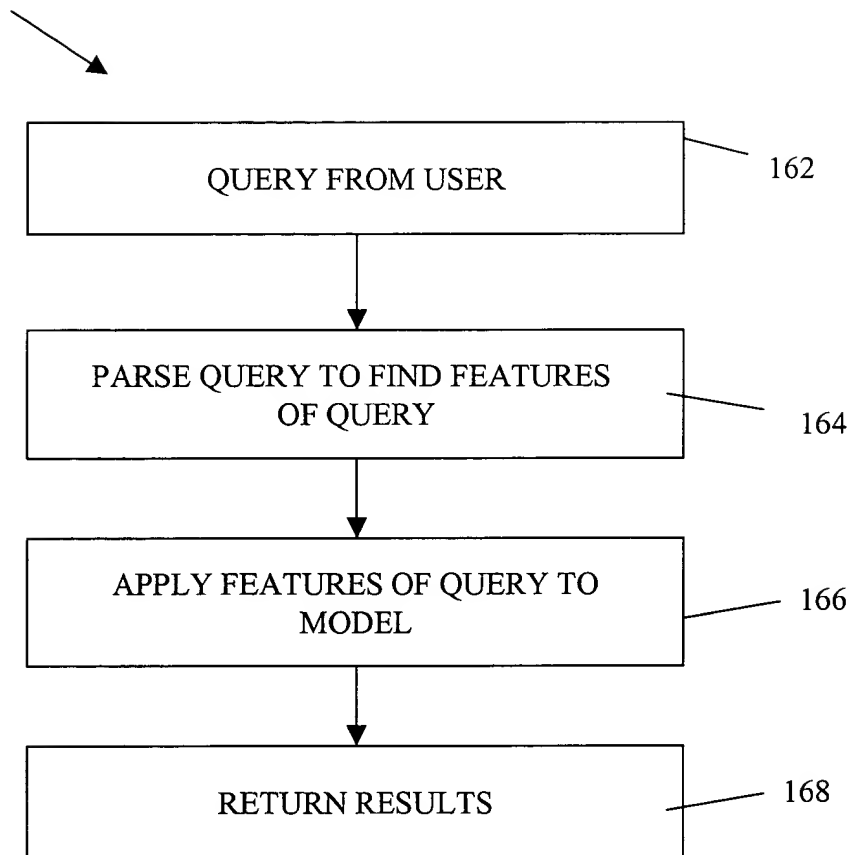 QUERY FROM USER
162
PARSE QUERY TO FIND FEATURES
OF QUERY
164
APPLY FEATURES OF QUERY TO
MODEL
166
RETURN RESULTS
168